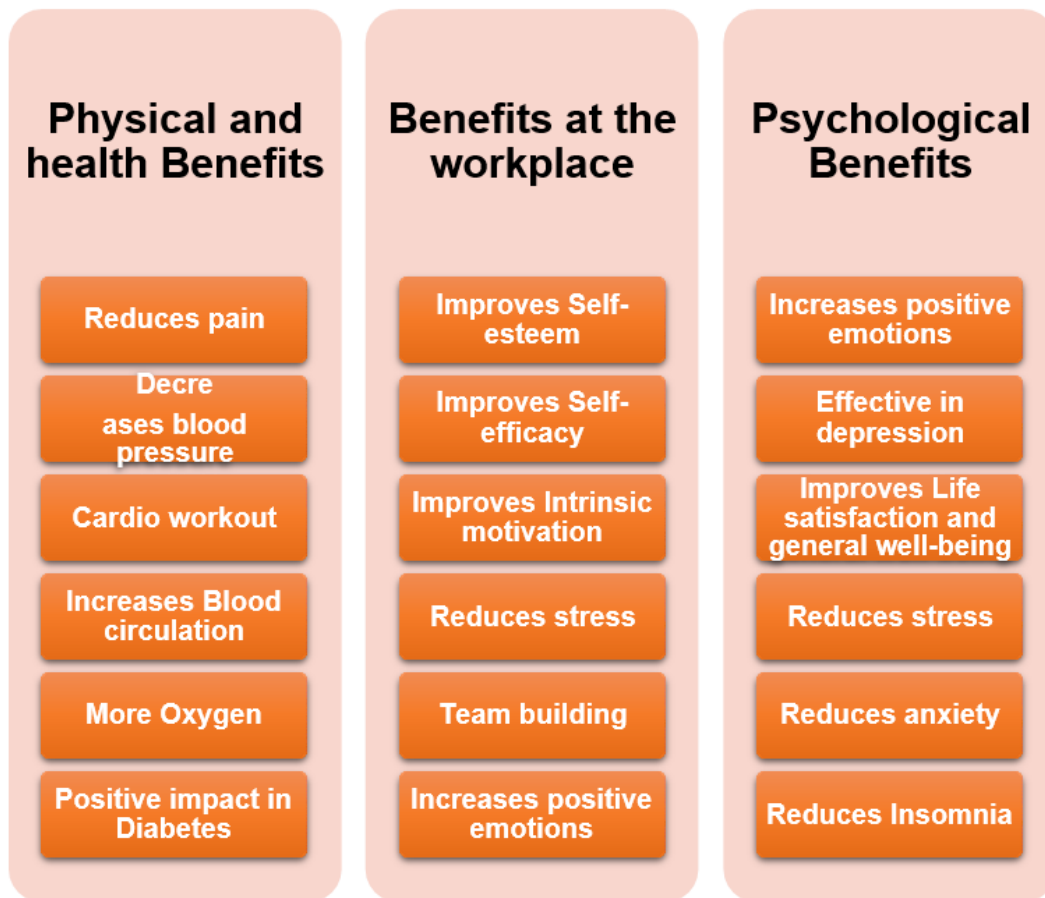 Physical and
health Benefits
Reduces pain
Decre
ases blood
pressure
Cardio workout
Increases Blood
circulation
More Oxygen
Positive impact in
Diabetes
Benefits at the
workplace
Improves Self-
esteem
Improves Self-
efficacy
Improves Intrinsic
motivation
Reduces stress
Team building
Increases positive
emotions
Psychological
Benefits
Increases positive
emotions
Effective in
depression
Improves Life
satisfaction and
general well-being
Reduces stress
Reduces anxiety
Reduces Insomnia